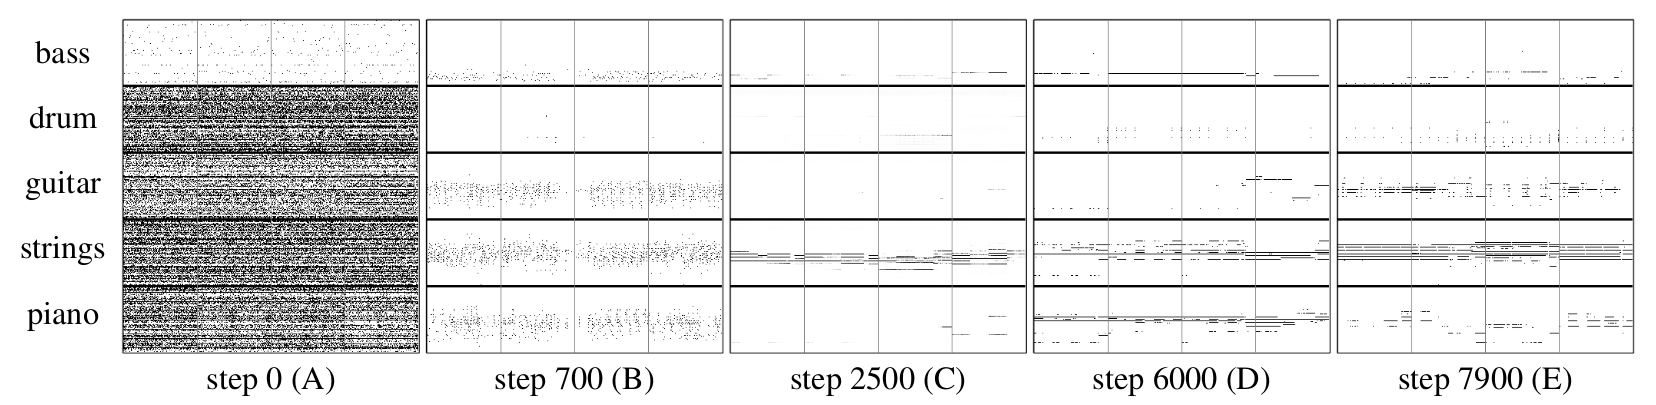 bass
drum
guitar
strings
piano
step 0 (A) step 700 (B) step 2500 (C) step 6000 (D) step 7900 (E)